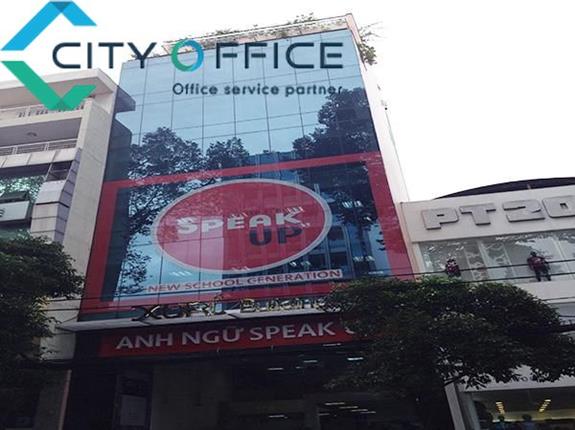 CITY OFFICE
Office service partner
SPEAK
UP
NEW SCHOOL GENERATION
ANH NGỮ SPEAK
PT20